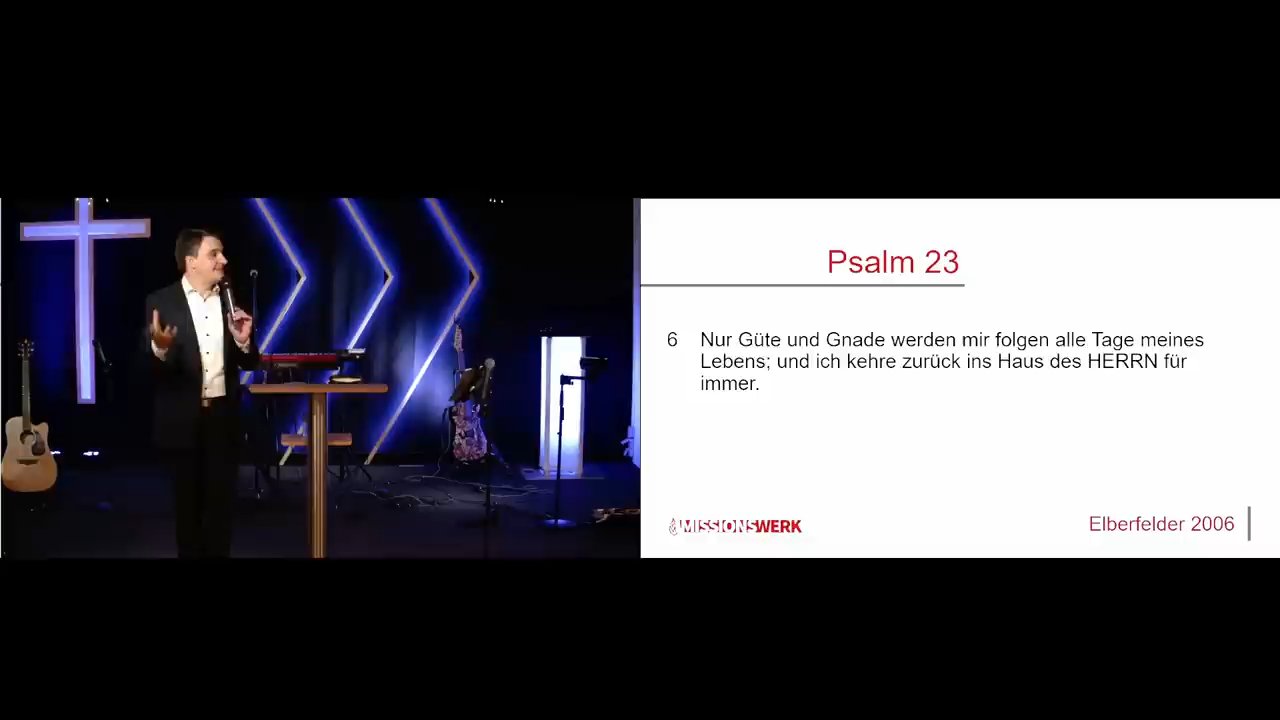 Psalm 23
6 Nur Güte und Gnade werden mir folgen alle Tage meines
Lebens; und ich kehre zurück ins Haus des HERRN für
immer.
MISSIONSWERK
Elberfelder 2006